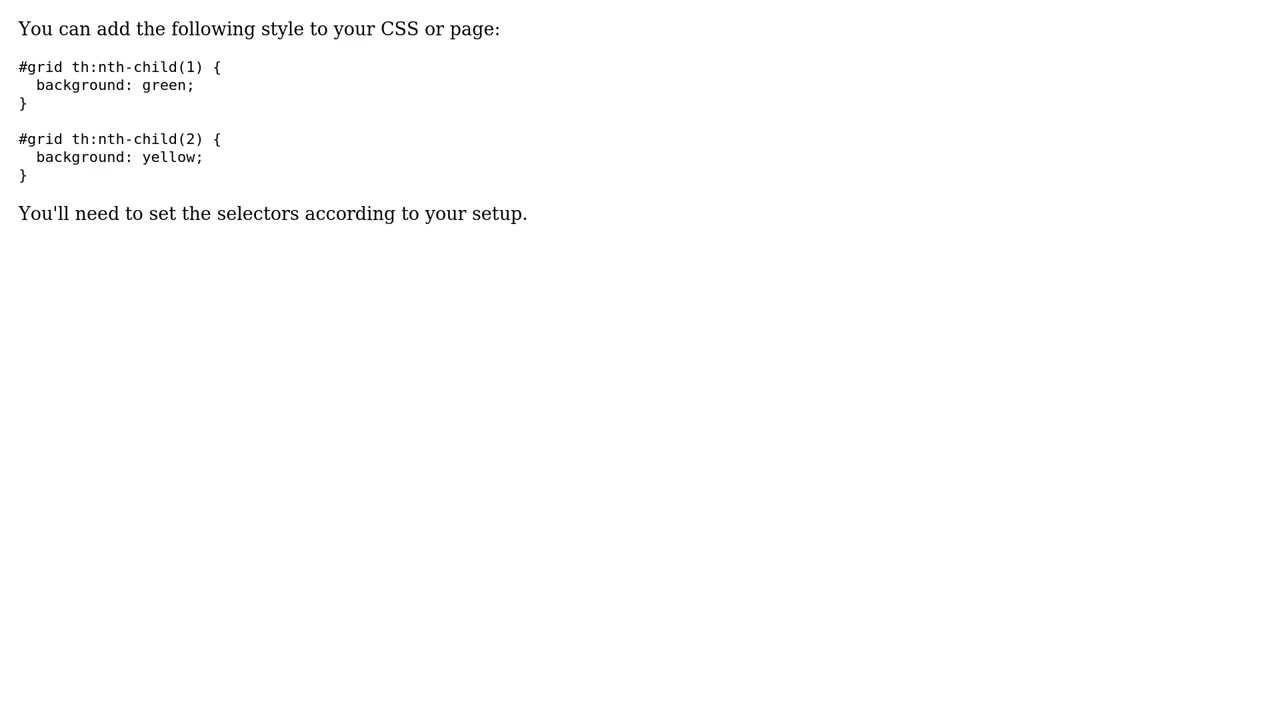 You can add the following style to your CSS or page:
#grid th:nth-child(1) {
  background: green;
}
#grid th:nth-child(2) {
  background: yellow;
}
You'll need to set the selectors according to your setup.